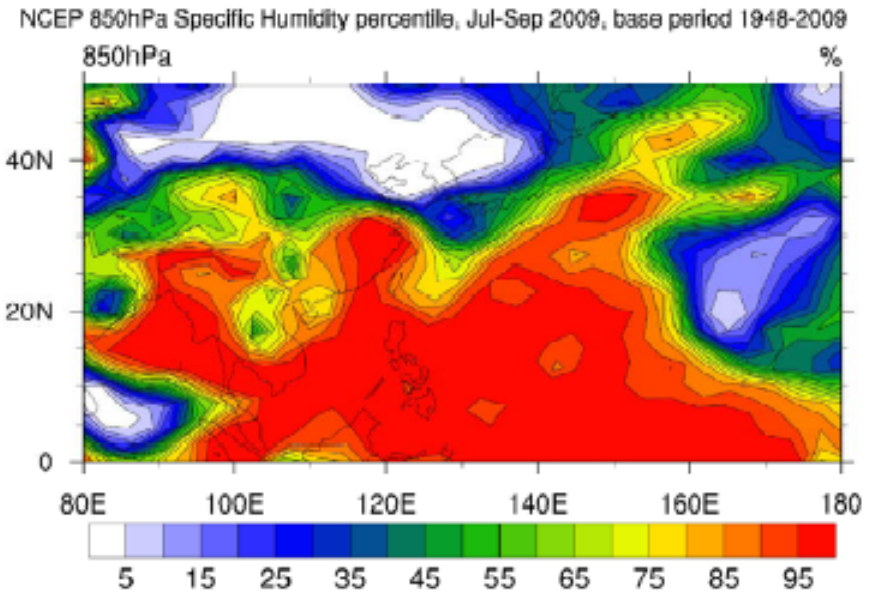 NCEP 850hPa Specific Humidity percentile, Jul-Sep 2009, base period 1948-2009
850hPa %
40N
20N
0
80E 100E 120E 140E 160E 180
5 15 25 35 45 55 65 75 85 95